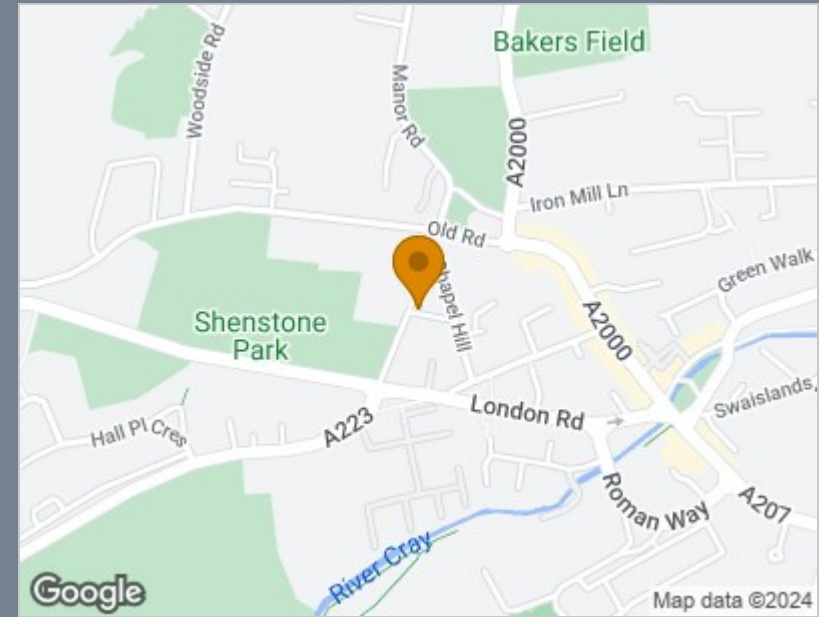 Bakers Field
Woodside Rd
Manor Rd
A2000
Iron Mill Ln
Old Rd
Chapel Hill
Green Walk
Shenstone
Park
A2000
Swaislands,
London Rd
Hall Pl Cres
A223
Roman Way
A207
River Cray
Google
Map data ©2024